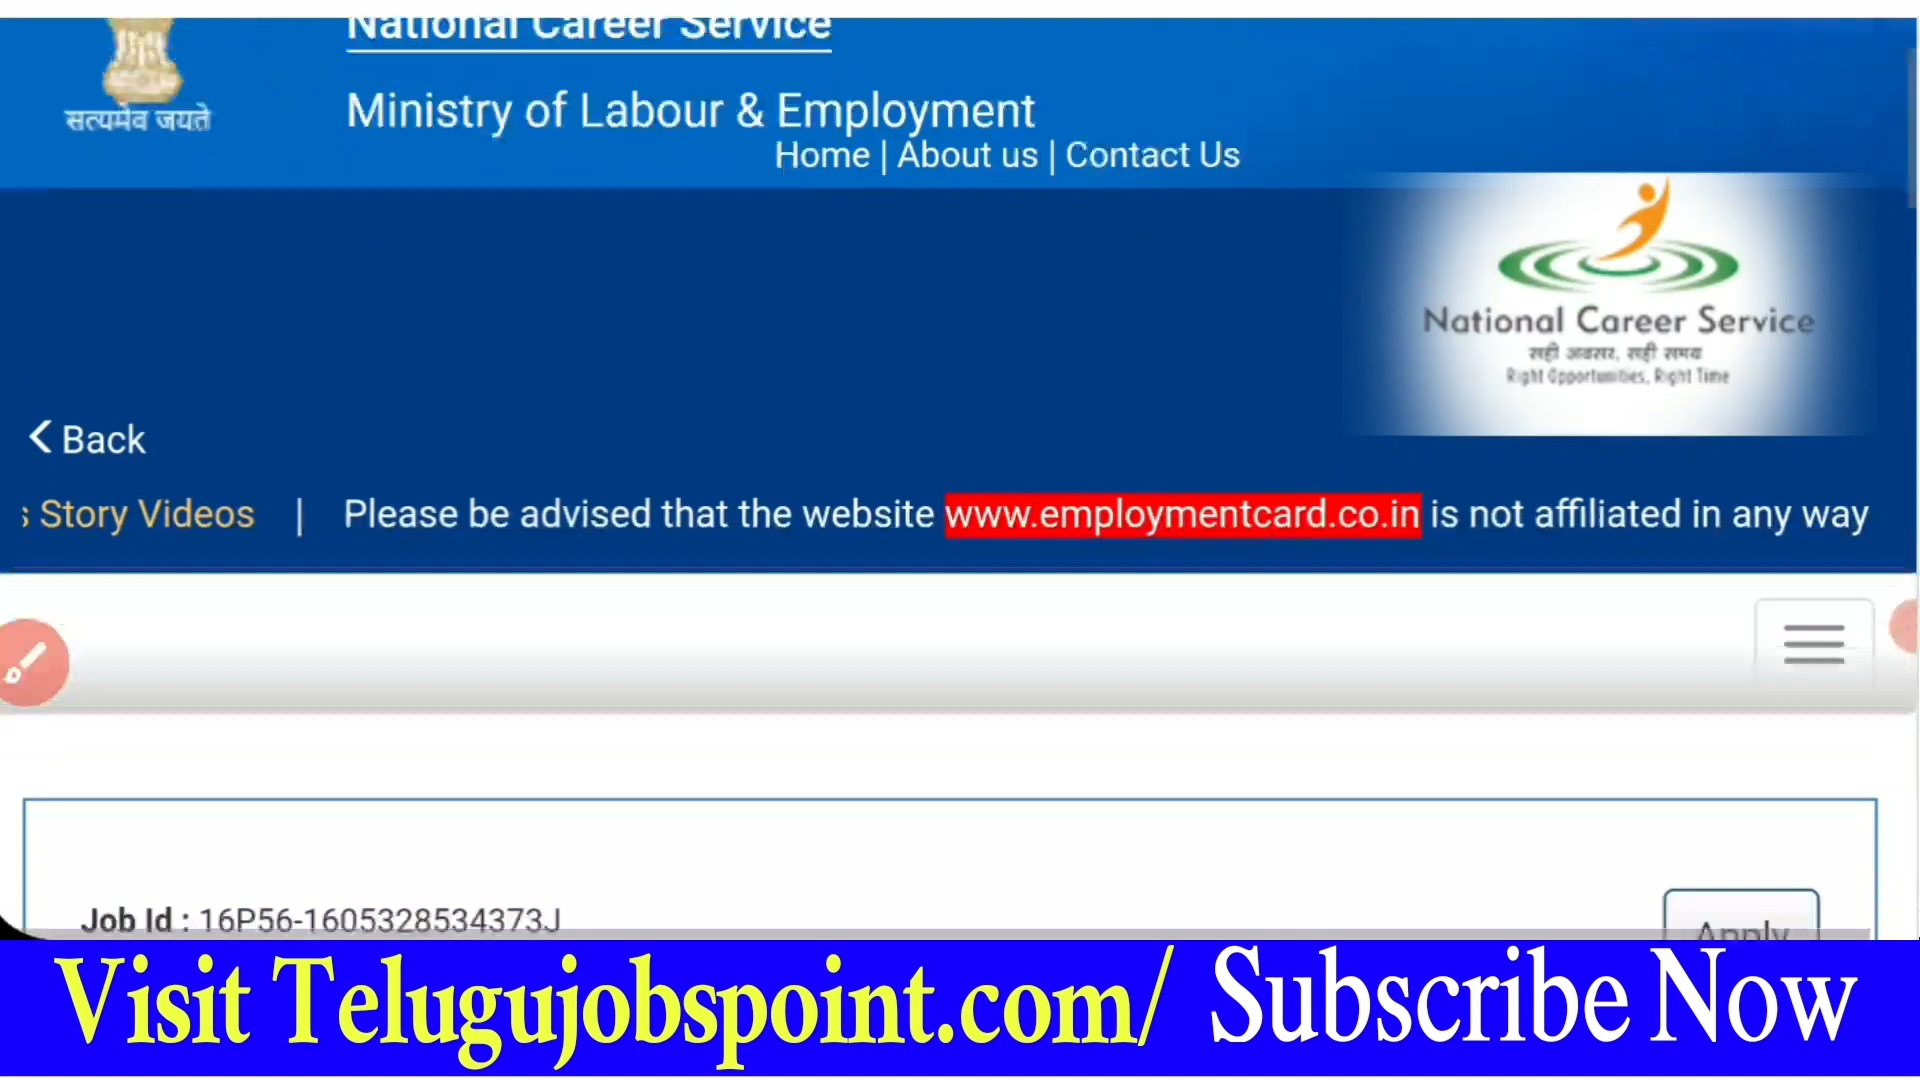 National Career Service
सत्यमेव जयते
Ministry of Labour & Employment
Home | About us | Contact Us
National Career Service
सही अवसर, सही समय
Right Opportunities, Right Time
Back
s Story Videos | Please be advised that the website www.employmentcard.co.in is not affiliated in any way
Job Id : 16P56-1605328534373J
Apply
Visit Telugujobspoint.com/ Subscribe Now